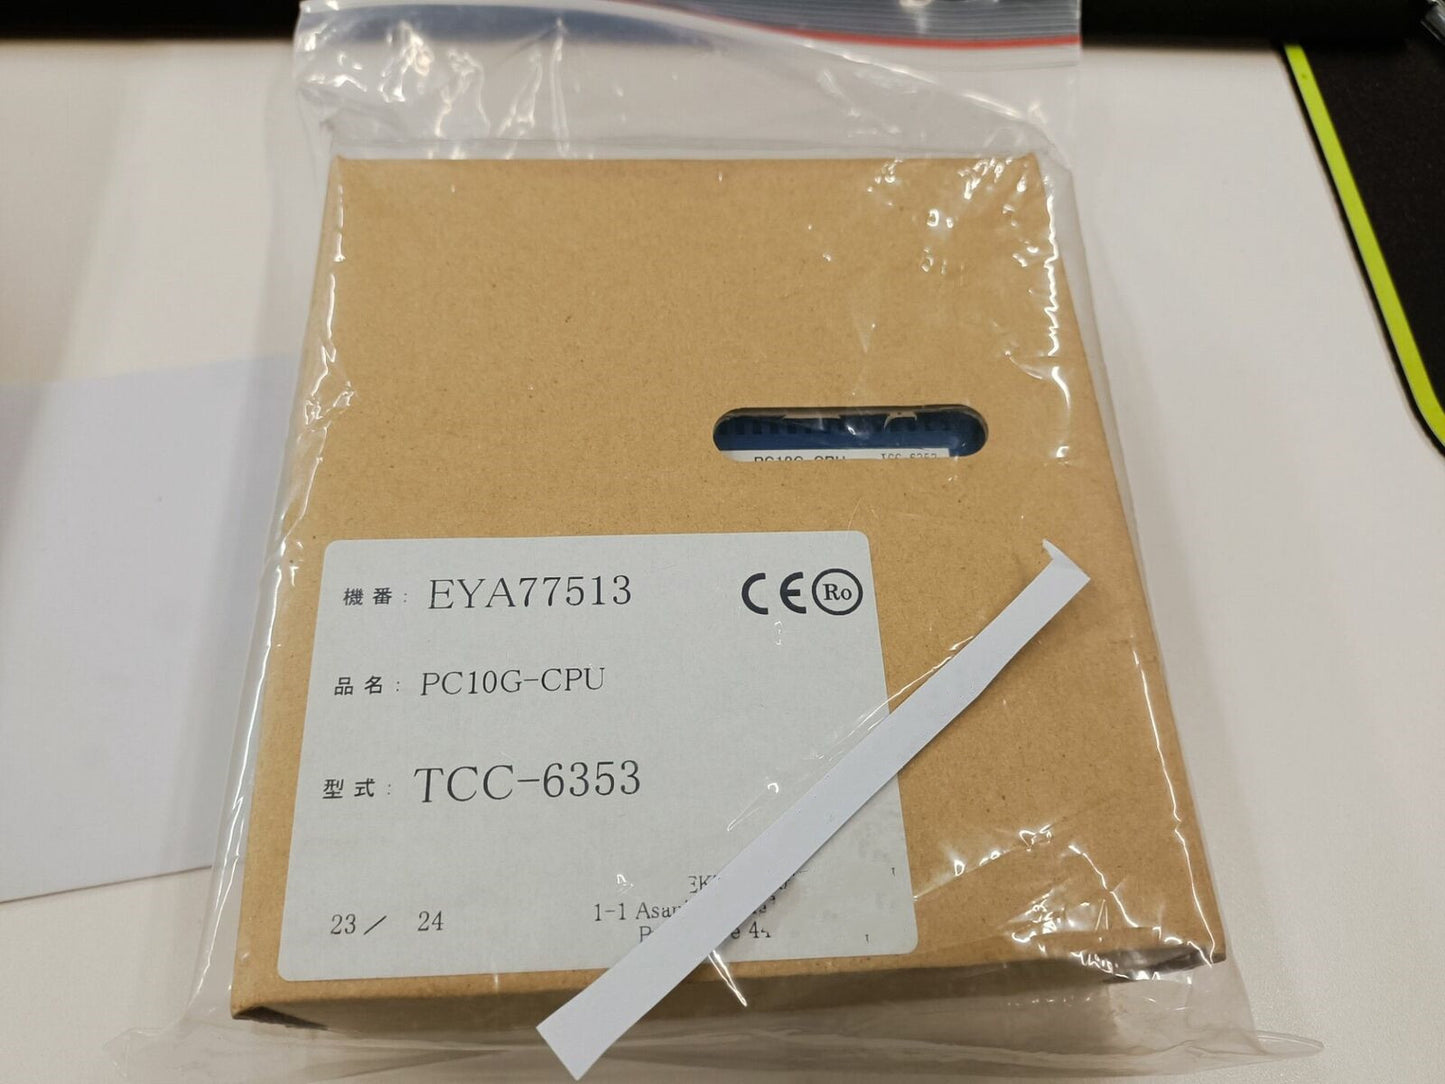 PC10G-CPU TCC-6353
機番: EYA77513 CE Ro
品名: PC10G-CPU
型式: TCC-6353
23/ 24
1-1